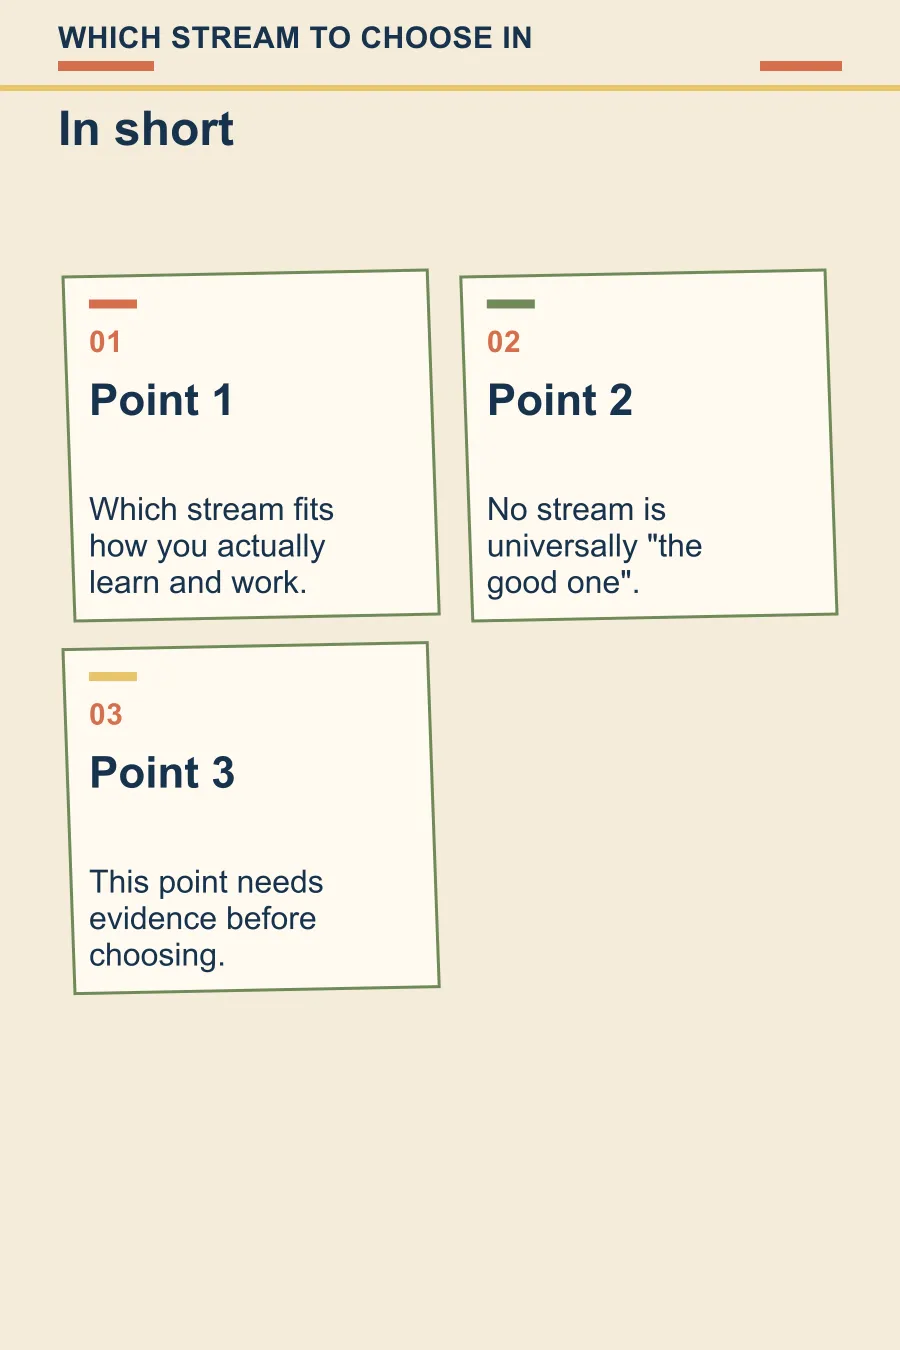 WHICH STREAM TO CHOOSE IN
In short
01
Point 1
Which stream fits
how you actually
learn and work.
02
Point 2
No stream is
universally "the
good one".
03
Point 3
This point needs
evidence before
choosing.